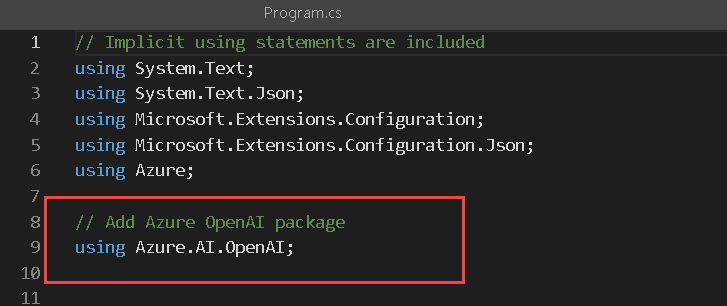 Program.cs
1 // Implicit using statements are included
2 using System.Text;
3 using System.Text.Json;
4 using Microsoft.Extensions.Configuration;
5 using Microsoft.Extensions.Configuration.Json;
6 using Azure;
7
8 // Add Azure OpenAI package
9 using Azure.AI.OpenAI;
10
11